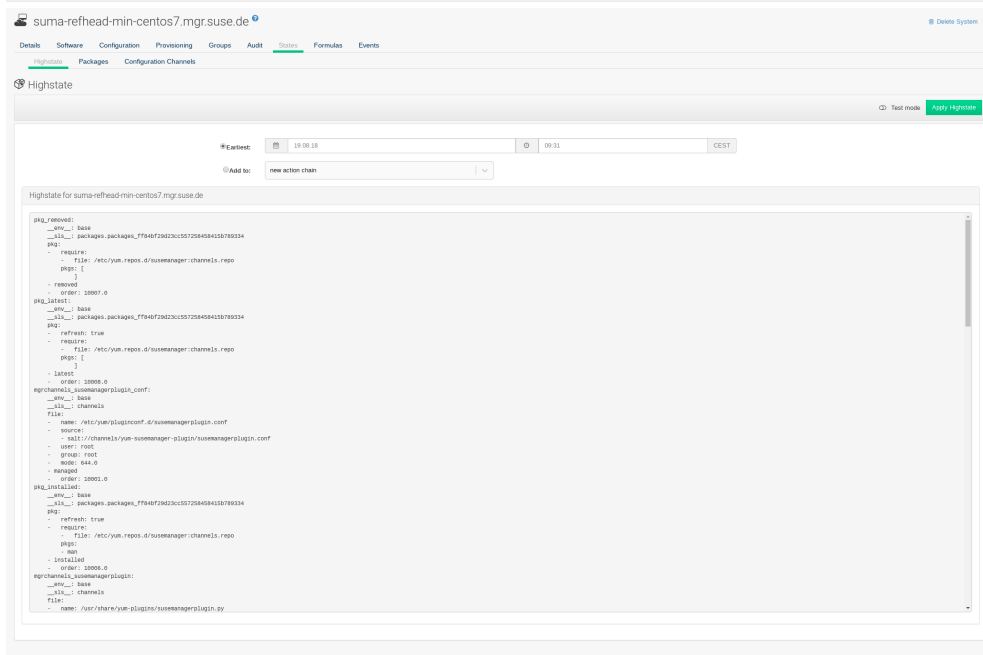 suma-refhead-min-centos7.mgr.suse.de ?
Delete System
Details Software Configuration Provisioning Groups Audit States Formulas Events
Highstate Packages Configuration Channels
Highstate
Test mode Apply Highstate
Earliest: 19.08.18 09:31 CEST
Add to: new action chain
Highstate for suma-refhead-min-centos7.mgr.suse.de
pkg_removed:
__env__: base
__sls__: packages.packages_ff84bf29d23cc557258458415b789334
pkg:
- require:
- file: /etc/yum.repos.d/susemanager:channels.repo
pkgs: [
]
- removed
- order: 10007.0
pkg_latest:
__env__: base
__sls__: packages.packages_ff84bf29d23cc557258458415b789334
pkg:
- refresh: true
- require:
- file: /etc/yum.repos.d/susemanager:channels.repo
pkgs: [
]
- latest
- order: 10008.0
mgrchannels_susemanagerplugin_conf:
__env__: base
__sls__: channels
file:
- name: /etc/yum/pluginconf.d/susemanagerplugin.conf
- source:
- salt://channels/yum-susemanager-plugin/susemanagerplugin.conf
- user: root
- group: root
- mode: 644.0
- managed
- order: 10001.0
pkg_installed:
__env__: base
__sls__: packages.packages_ff84bf29d23cc557258458415b789334
pkg:
- refresh: true
- require:
- file: /etc/yum.repos.d/susemanager:channels.repo
pkgs:
- man
- installed
- order: 10006.0
mgrchannels_susemanagerplugin:
__env__: base
__sls__: channels
file:
- name: /usr/share/yum-plugins/susemanagerplugin.py